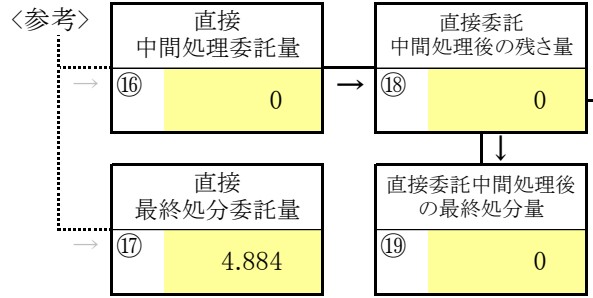 〈参考〉
直接
中間処理委託量
⑯
0
→
直接委託
中間処理後の残さ量
⑱
0
→
↓
直接
最終処分委託量
⑰
4.884
→
直接委託中間処理後
の最終処分量
⑲
0